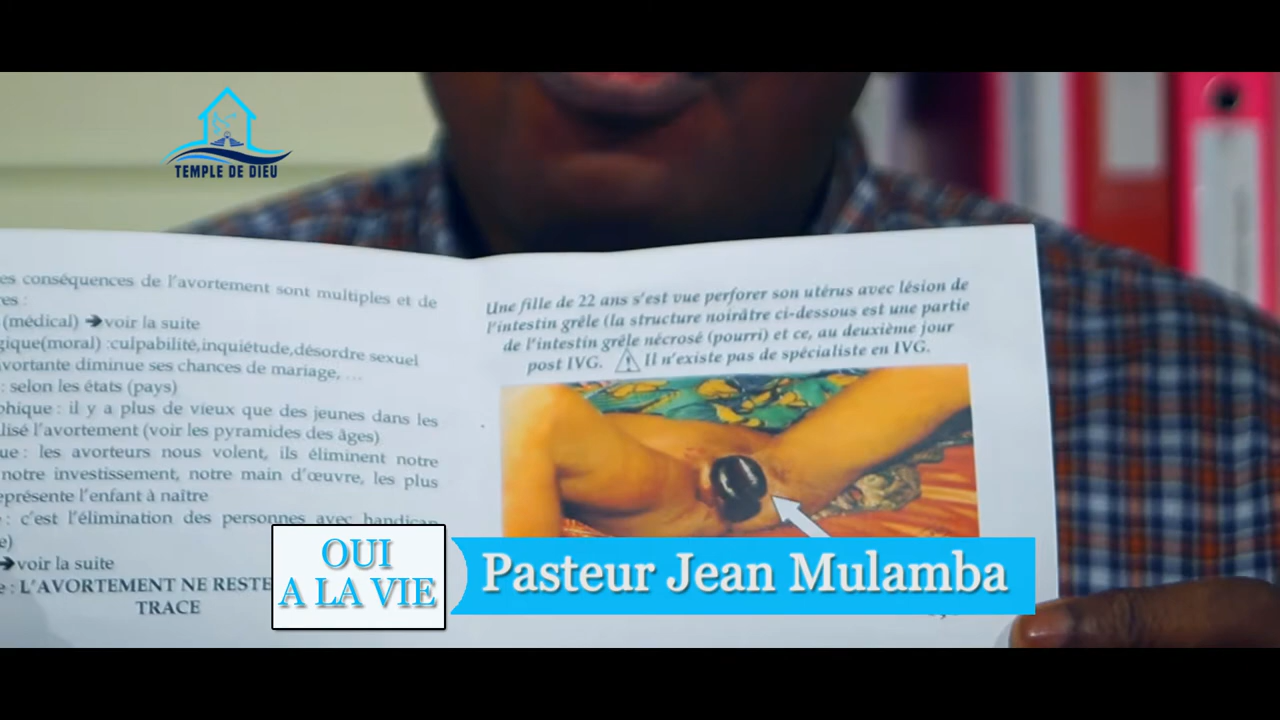 TEMPLE DE DIEU
es conséquences de l'avortement sont multiples et de
res :
(médical) ➔voir la suite
gique(moral) :culpabilité,inquiétude,désordre sexuel
avortante diminue ses chances de mariage, ...
: selon les états (pays)
phique : il y a plus de vieux que des jeunes dans les
lisé l'avortement (voir les pyramides des âges)
ue : les avorteurs nous volent, ils éliminent notre
notre investissement, notre main d'œuvre, les plus
eprésente l'enfant à naître
: c'est l'élimination des personnes avec handicap
e)
➔voir la suite
e : L'AVORTEMENT NE RESTE
TRACE
Une fille de 22 ans s'est vue perforer son utérus avec lésion de
l'intestin grêle (la structure noirâtre ci-dessous est une partie
de l'intestin grêle nécrosé (pourri) et ce, au deuxième jour
post IVG. ⚠ Il n'existe pas de spécialiste en IVG.
OUI
A LA VIE
Pasteur Jean Mulamba